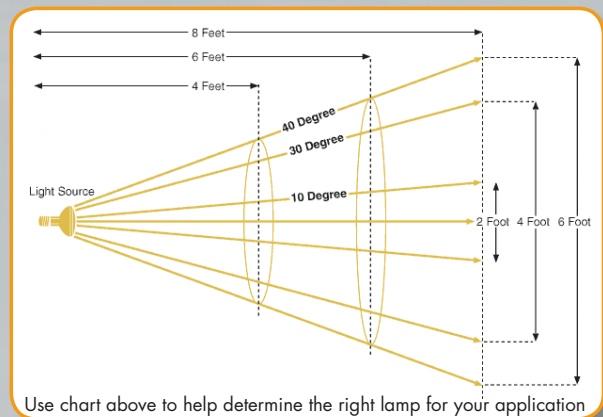 8 Feet
6 Feet
4 Feet
40 Degree
30 Degree
Light Source
10 Degree
2 Foot 4 Foot 6 Foot
Use chart above to help determine the right lamp for your application